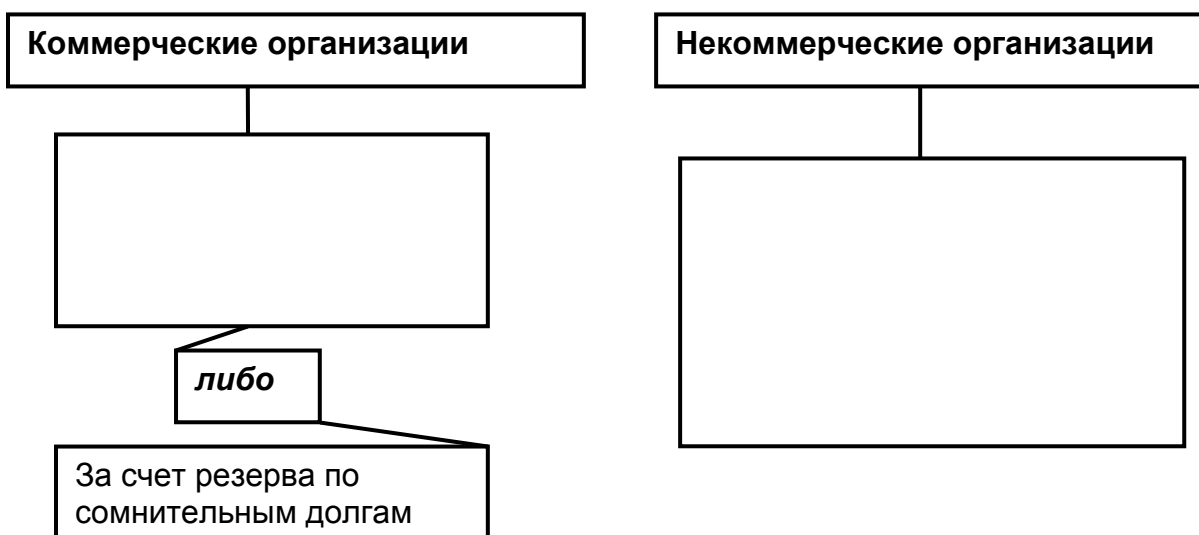 Коммерческие организации
Некоммерческие организации
либо
За счет резерва по
сомнительным долгам